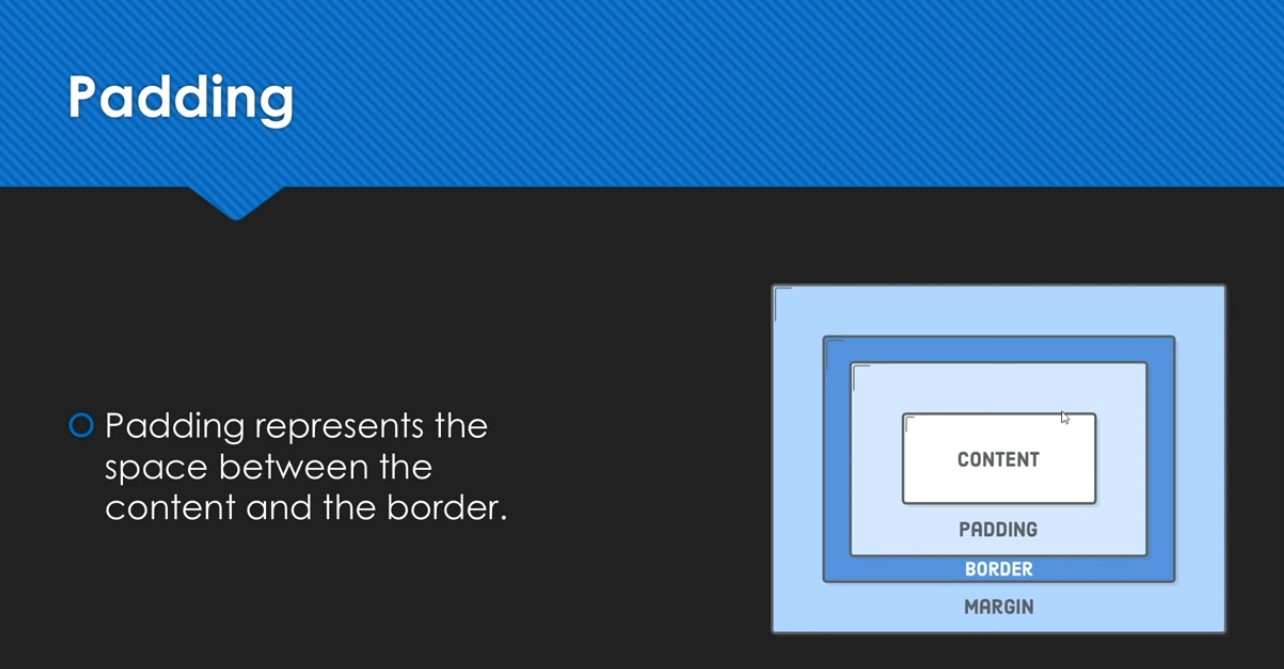 Padding
Padding represents the
space between the
content and the border.
CONTENT
PADDING
BORDER
MARGIN